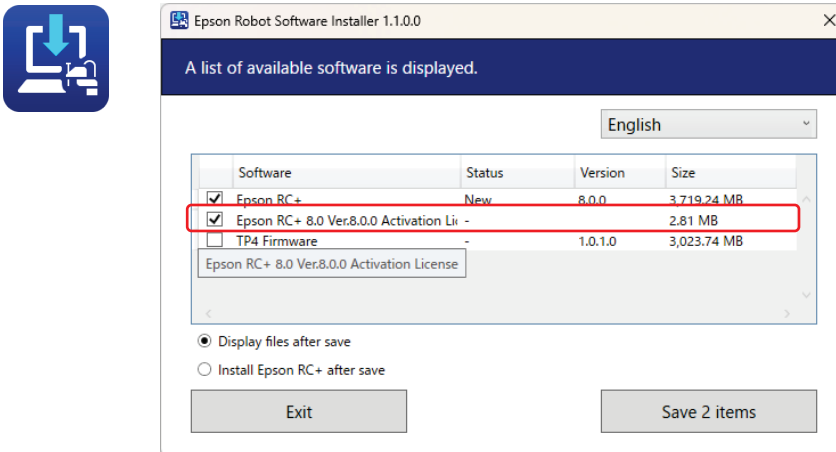 Epson Robot Software Installer 1.1.0.0
A list of available software is displayed.
English
Software Status Version Size
Epson RC+ New 8.0.0 3,719.24 MB
Epson RC+ 8.0 Ver.8.0.0 Activation Lic - 2.81 MB
TP4 Firmware - 1.0.1.0 3,023.74 MB
Epson RC+ 8.0 Ver.8.0.0 Activation License
Display files after save
Install Epson RC+ after save
Exit Save 2 items